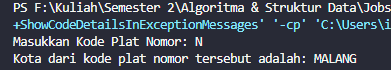 PS F:\Kuliah\Semester 2\Algoritma & Struktur Data\Jobs
+ShowCodeDetailsInExceptionMessages' '-cp' 'C:\Users\i
Masukkan Kode Plat Nomor: N
Kota dari kode plat nomor tersebut adalah: MALANG